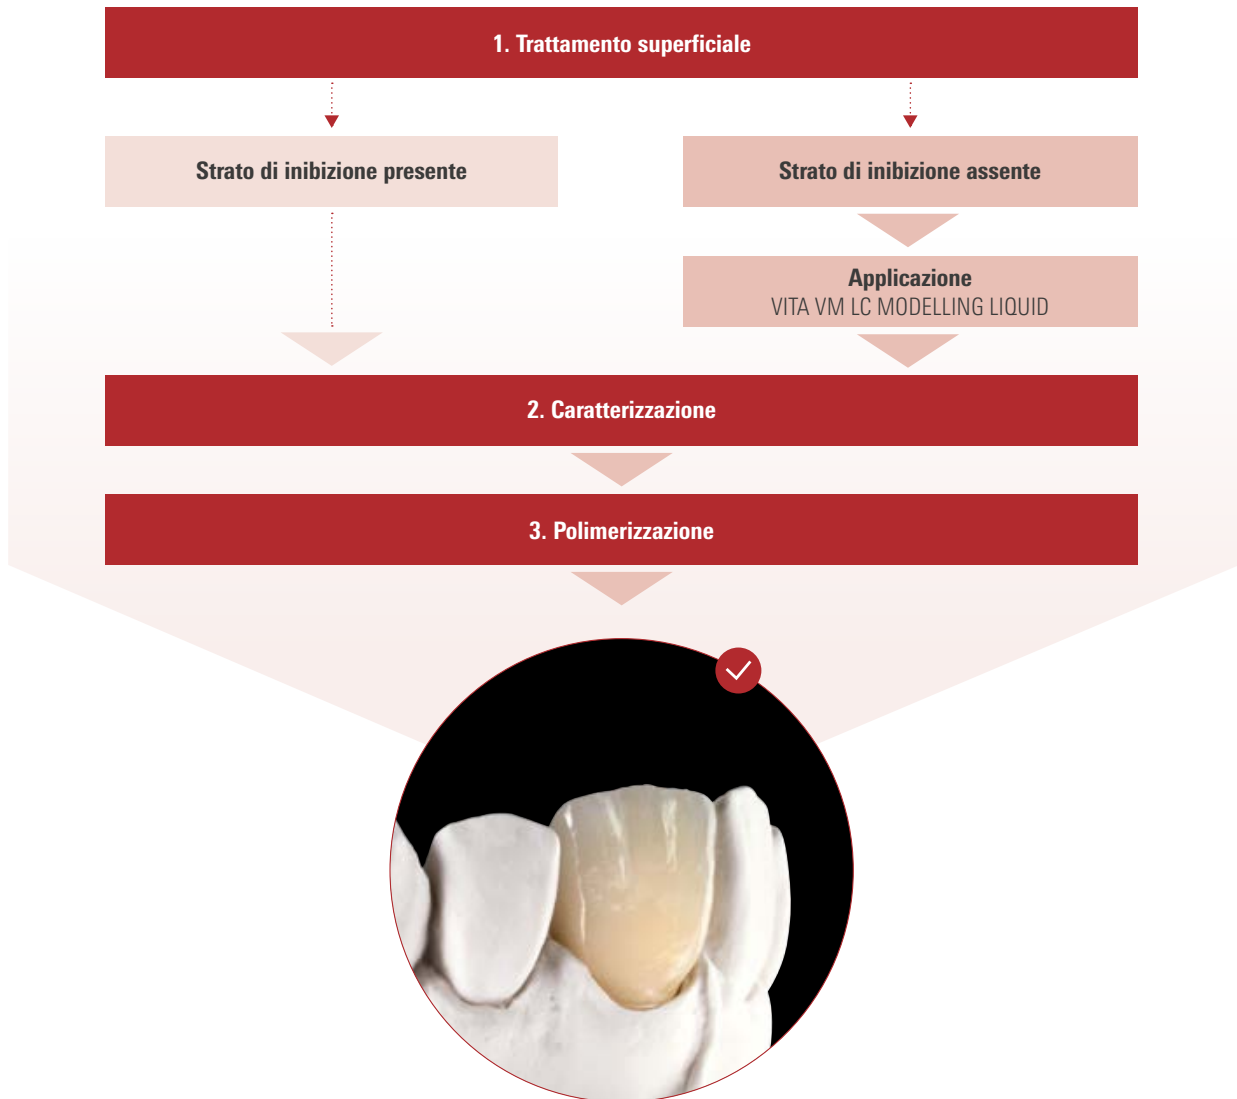 1. Trattamento superficiale
Strato di inibizione presente
Strato di inibizione assente
Applicazione
VITA VM LC MODELLING LIQUID
2. Caratterizzazione
3. Polimerizzazione